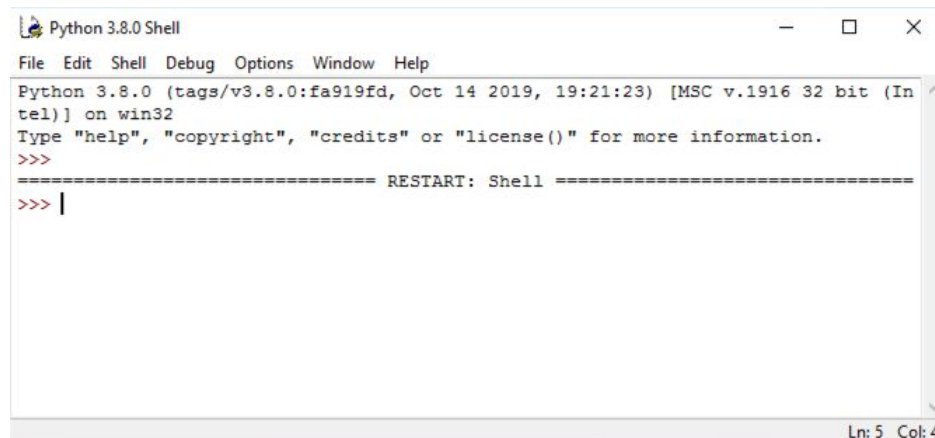 Python 3.8.0 Shell
File Edit Shell Debug Options Window Help
Python 3.8.0 (tags/v3.8.0:fa919fd, Oct 14 2019, 19:21:23) [MSC v.1916 32 bit (In
tel)] on win32
Type "help", "copyright", "credits" or "license()" for more information.
>>>
================================ RESTART: Shell ================================
>>>
Ln: 5 Col: 4